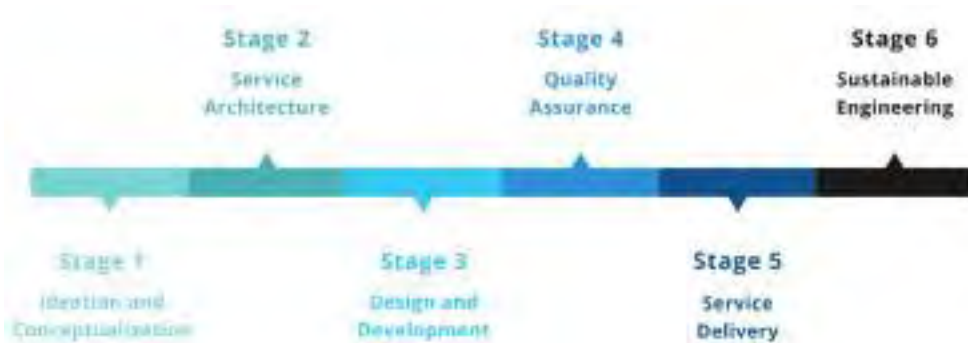 Stage 1
Ideation and
Conceptualization
Stage 2
Service
Architecture
Stage 3
Design and
Development
Stage 4
Quality
Assurance
Stage 5
Service
Delivery
Stage 6
Sustainable
Engineering